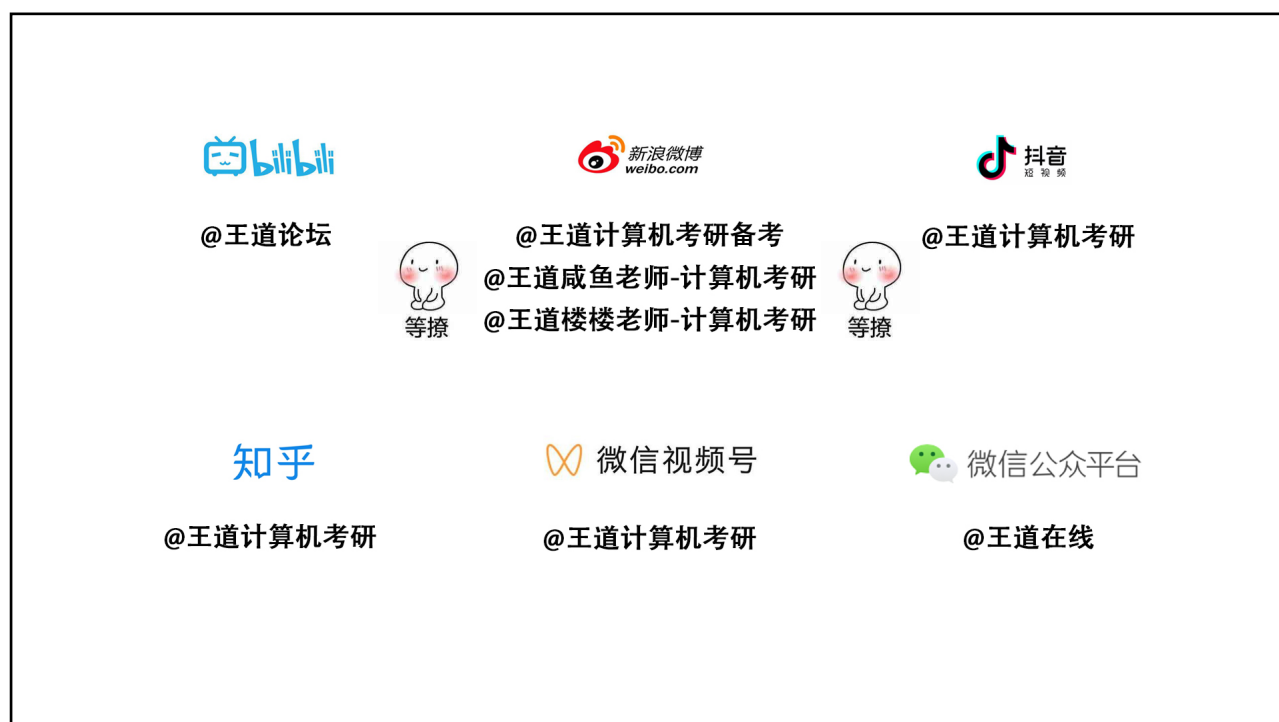 bilibili
新浪微博
weibo.com
抖音
短视频
@王道论坛
@王道计算机考研备考
@王道计算机考研
@王道咸鱼老师-计算机考研
@王道楼楼老师-计算机考研
等撩
等撩
知乎
微信视频号
微信公众平台
@王道计算机考研
@王道计算机考研
@王道在线